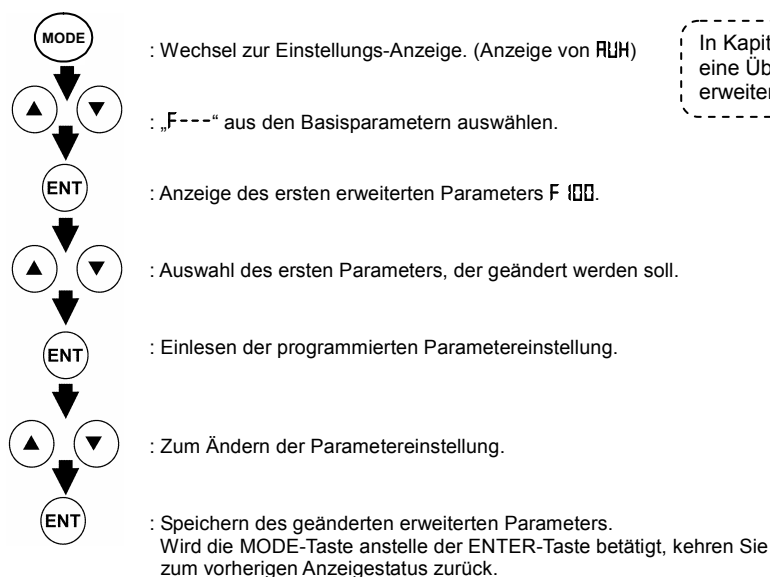 MODE
: Wechsel zur Einstellungs-Anzeige. (Anzeige von AUH)
In Kapit
eine Üb
erweiter
: „F---“ aus den Basisparametern auswählen.
ENT
: Anzeige des ersten erweiterten Parameters F 100.
: Auswahl des ersten Parameters, der geändert werden soll.
ENT
: Einlesen der programmierten Parametereinstellung.
: Zum Ändern der Parametereinstellung.
ENT
: Speichern des geänderten erweiterten Parameters.
Wird die MODE-Taste anstelle der ENTER-Taste betätigt, kehren Sie
zum vorherigen Anzeigestatus zurück.